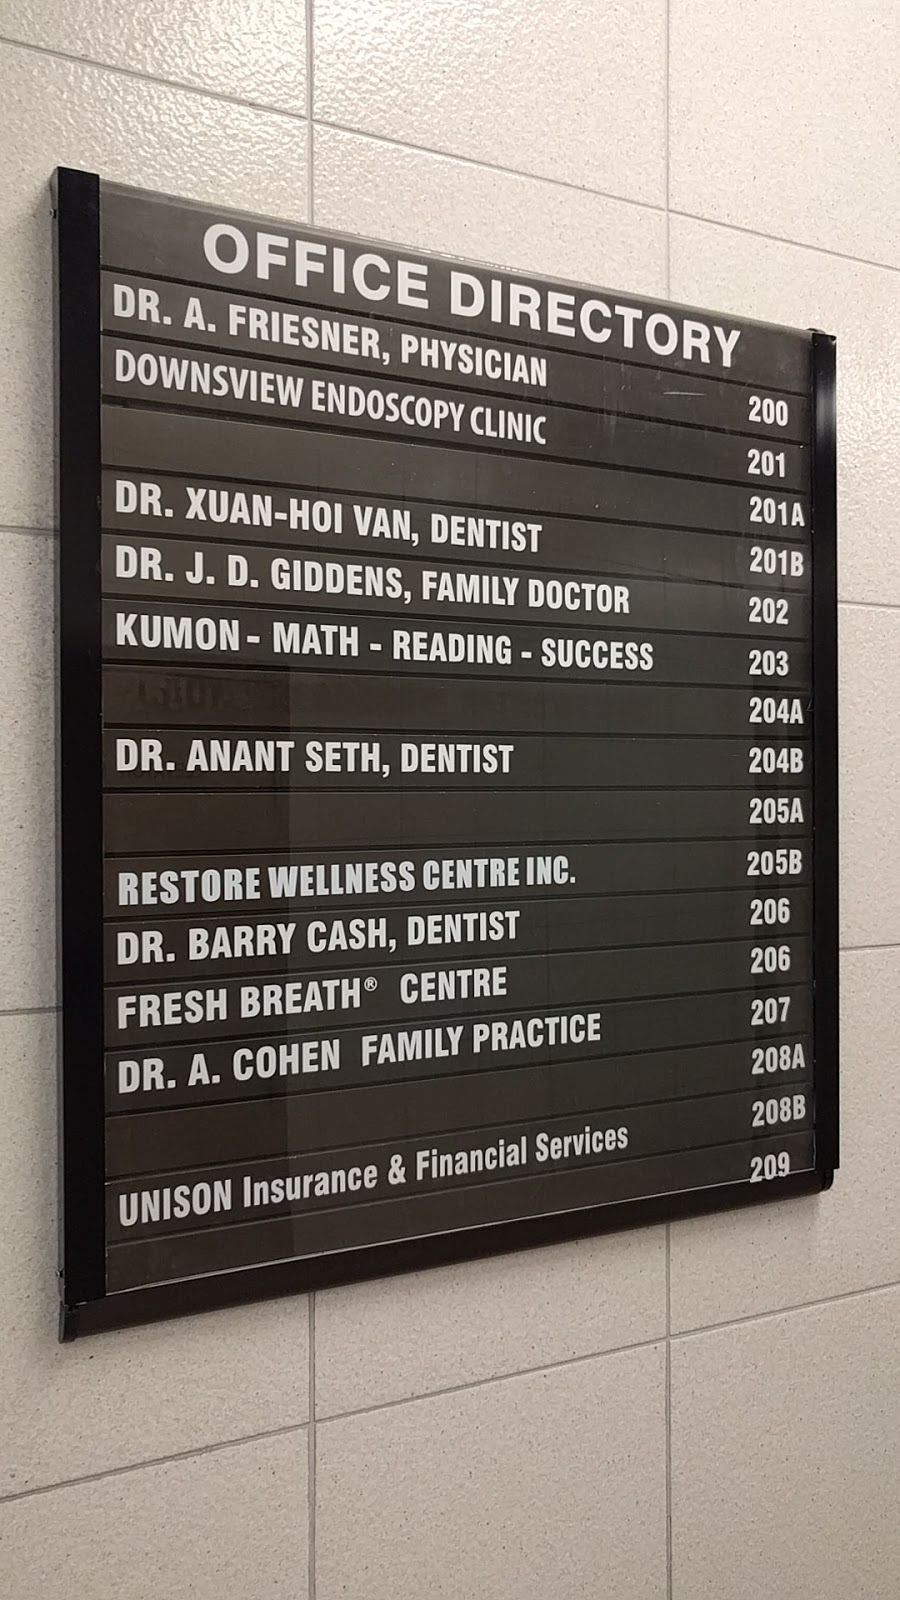 OFFICE DIRECTORY
DR. A. FRIESNER, PHYSICIAN 200
DOWNSVIEW ENDOSCOPY CLINIC 201
201A
DR. XUAN-HOI VAN, DENTIST 201B
DR. J. D. GIDDENS, FAMILY DOCTOR 202
KUMON - MATH - READING - SUCCESS 203
204A
DR. ANANT SETH, DENTIST 204B
205A
RESTORE WELLNESS CENTRE INC. 205B
DR. BARRY CASH, DENTIST 206
FRESH BREATH® CENTRE 206
DR. A. COHEN FAMILY PRACTICE 207
208A
UNISON Insurance & Financial Services 208B
209